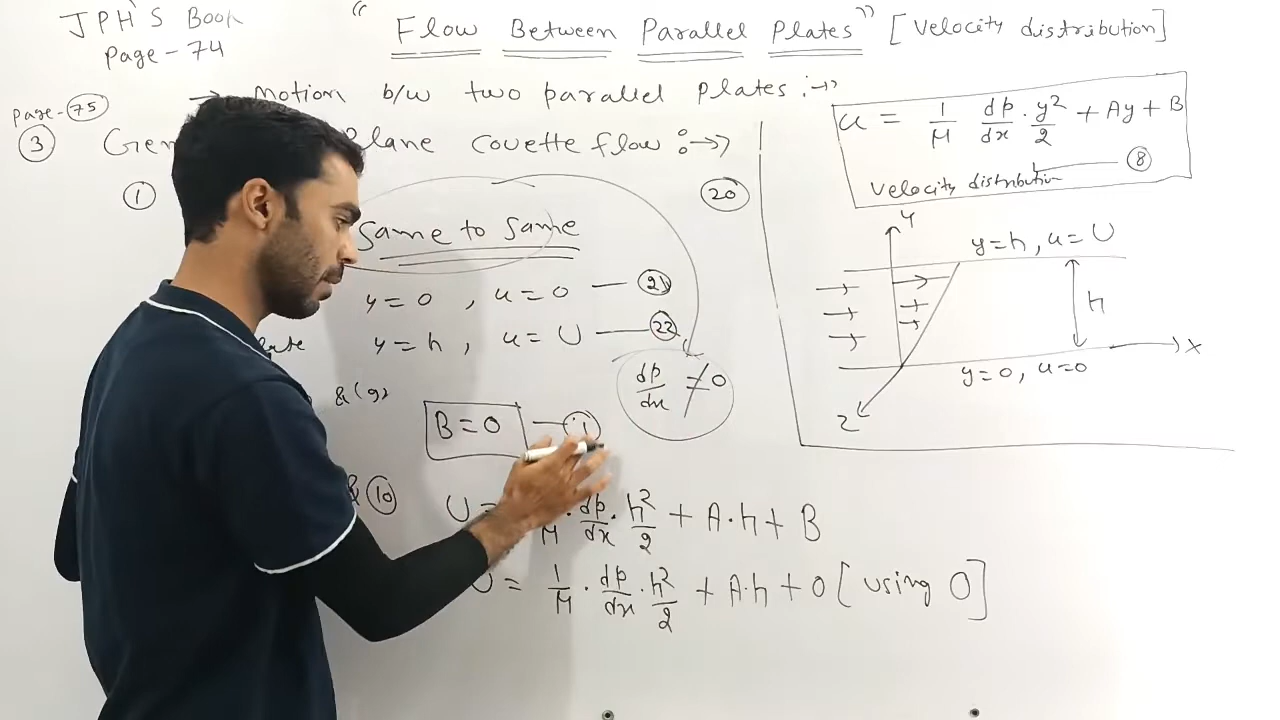 JPH'S Book
Page - 74
"Flow Between Parallel Plates" [Velocity distribution]
→ motion b/w two parallel plates :→
Page - 75
3 Plane couette flow :→
1
Same to Same
20
y = 0 , u = 0 — 21
y = h , u = U — 22
& (9)
dp/dx ≠ 0
B = 0 —
& 10
U = 1/μ · dp/dx · h²/2 + A·h + B
U = 1/μ · dp/dx · h²/2 + A·h + 0 [using 0]
u = 1/μ dp/dx · y²/2 + Ay + B
Velocity distribution — 8
y
y = h , u = U
h
x
y = 0 , u = 0
z